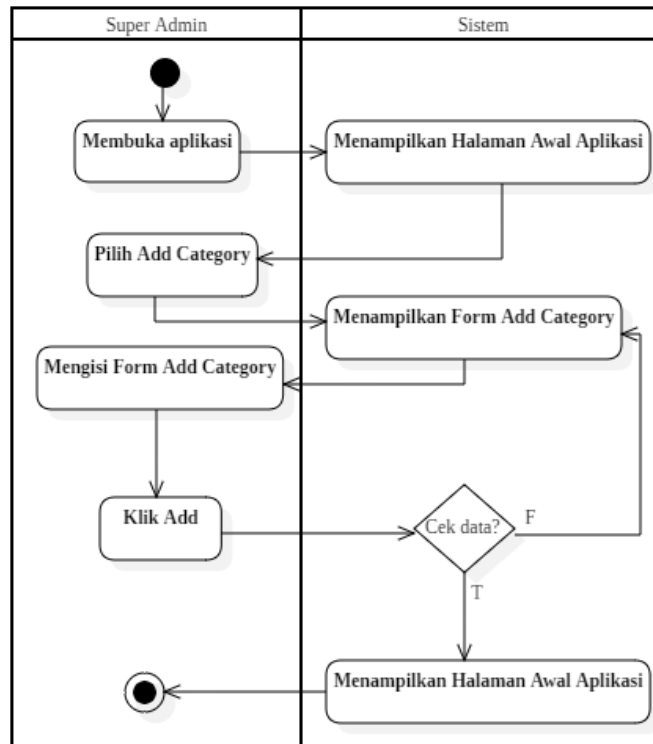 Super Admin
Sistem
Membuka aplikasi
Menampilkan Halaman Awal Aplikasi
Pilih Add Category
Menampilkan Form Add Category
Mengisi Form Add Category
Klik Add
Cek data?
F
T
Menampilkan Halaman Awal Aplikasi